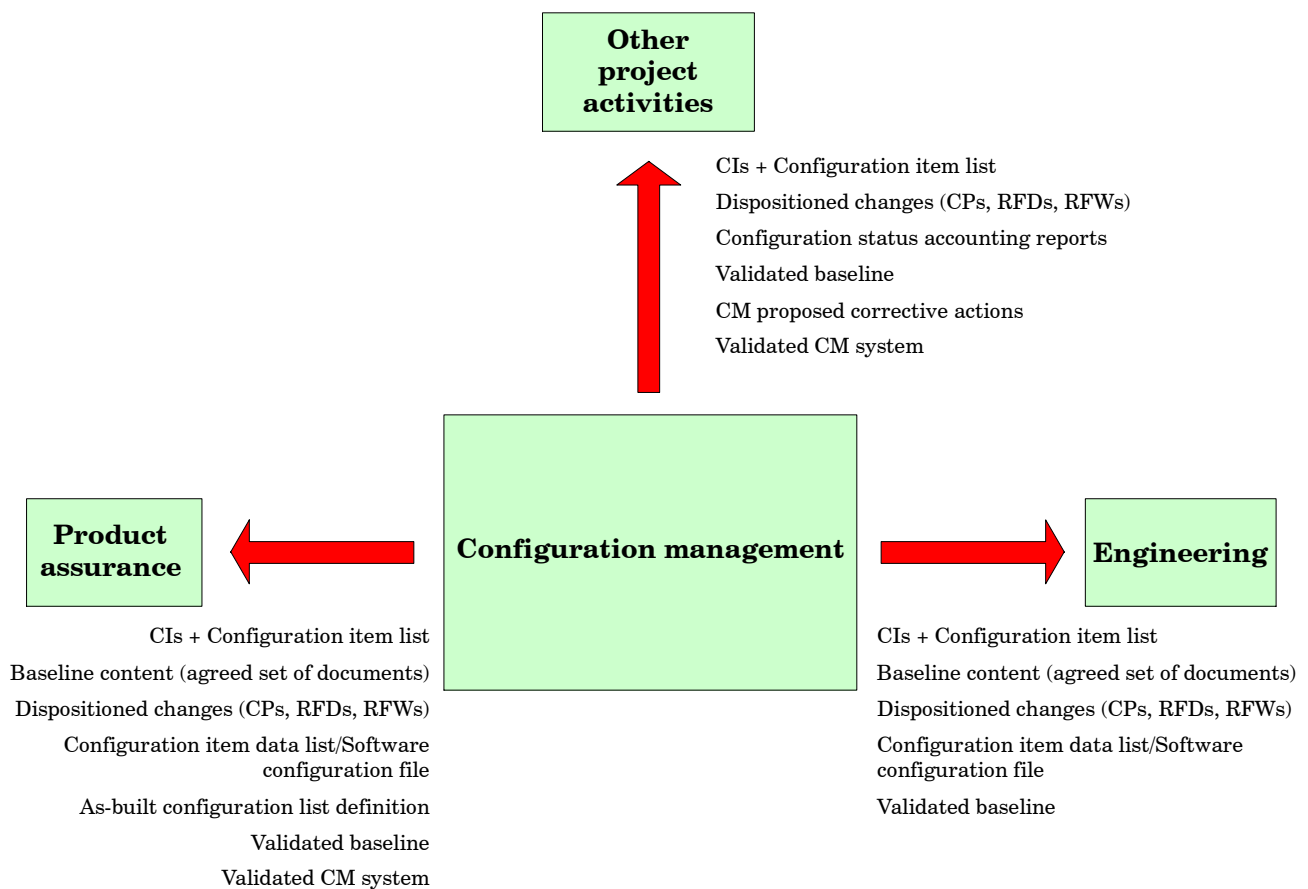 Other
project
activities
CIs + Configuration item list
Dispositioned changes (CPs, RFDs, RFWs)
Configuration status accounting reports
Validated baseline
CM proposed corrective actions
Validated CM system
Product
assurance
Configuration management
Engineering
CIs + Configuration item list
Baseline content (agreed set of documents)
Dispositioned changes (CPs, RFDs, RFWs)
Configuration item data list/Software
configuration file
As-built configuration list definition
Validated baseline
Validated CM system
CIs + Configuration item list
Baseline content (agreed set of documents)
Dispositioned changes (CPs, RFDs, RFWs)
Configuration item data list/Software
configuration file
Validated baseline